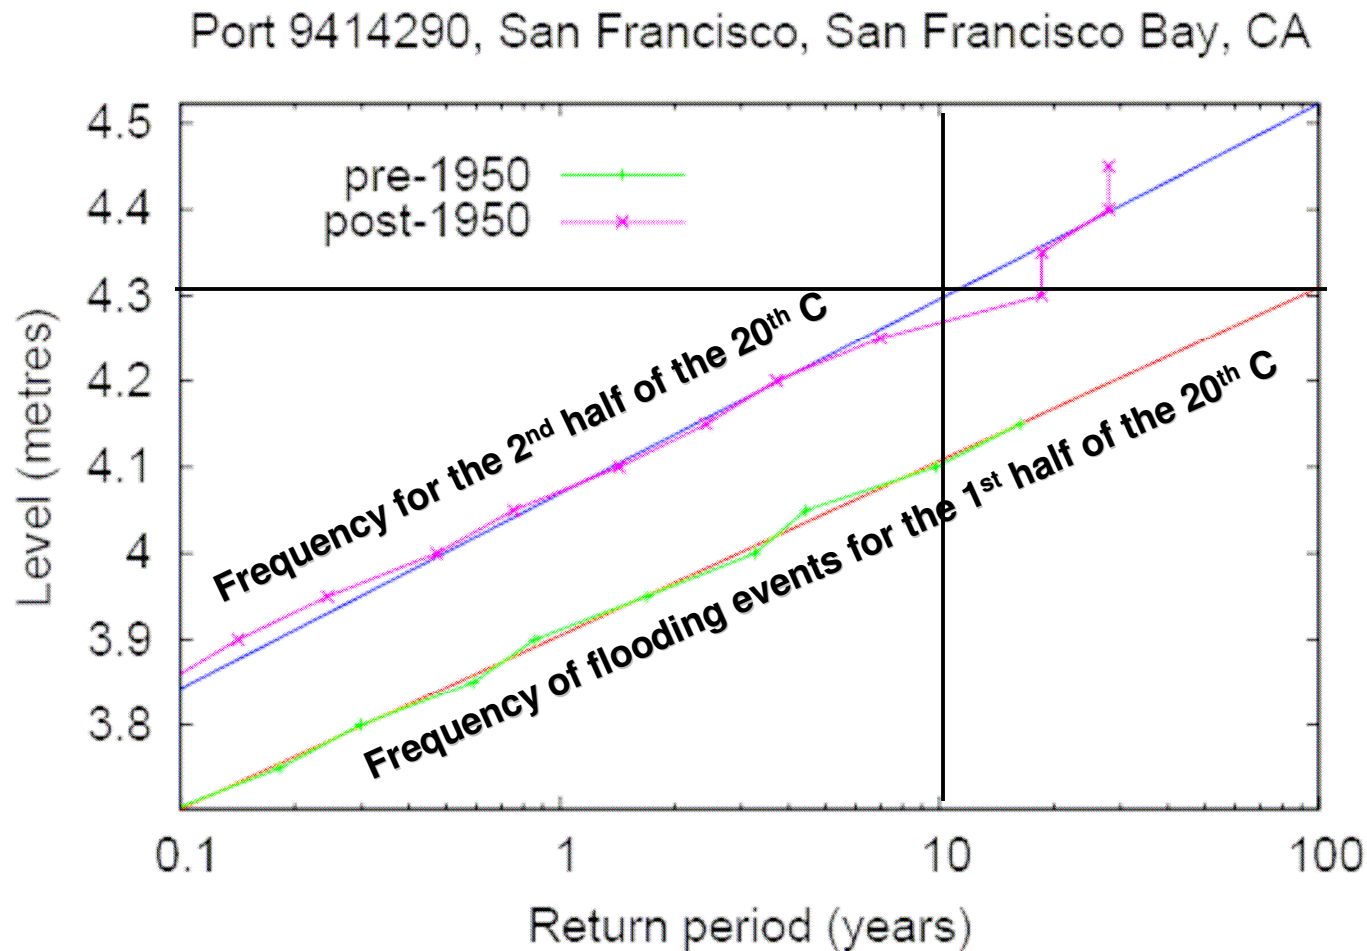 Port 9414290, San Francisco, San Francisco Bay, CA
4.5
4.4
4.3
4.2
4.1
4
3.9
3.8
Level (metres)
pre-1950
post-1950
Frequency for the 2nd half of the 20th C
Frequency of flooding events for the 1st half of the 20th C
0.1 1 10 100
Return period (years)